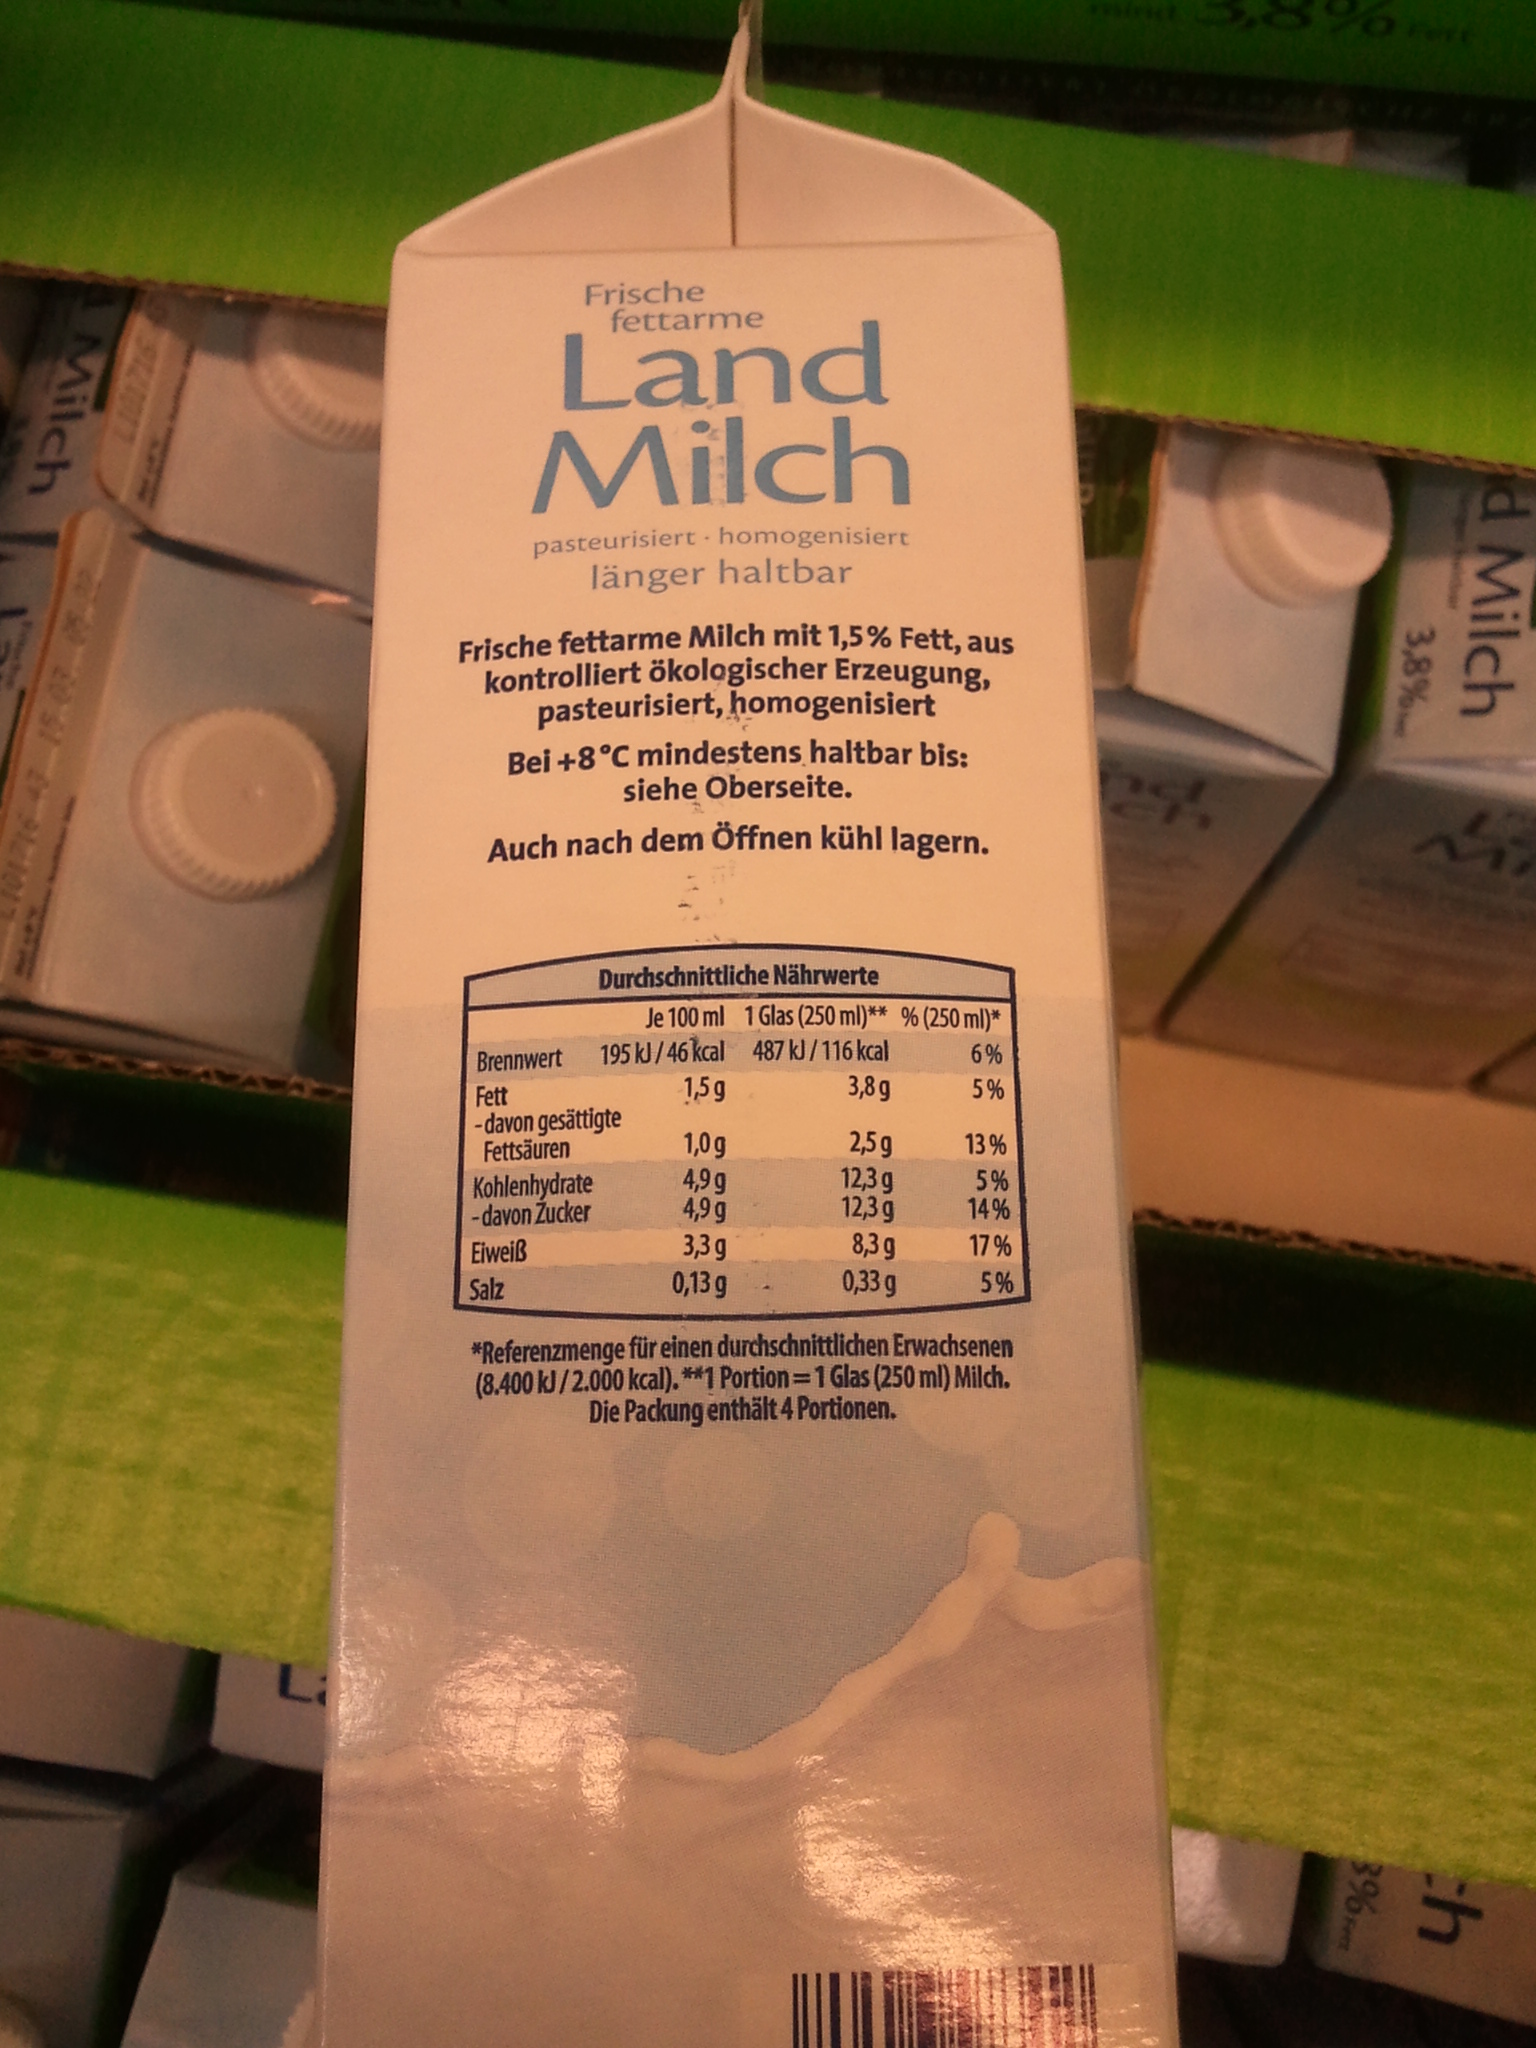 mind. 3,8% Fett
Frische
fettarme
Land
Milch
pasteurisiert · homogenisiert
länger haltbar
Frische fettarme Milch mit 1,5% Fett, aus
kontrolliert ökologischer Erzeugung,
pasteurisiert, homogenisiert
Bei +8°C mindestens haltbar bis:
siehe Oberseite.
Auch nach dem Öffnen kühl lagern.
Durchschnittliche Nährwerte
Je 100 ml 1 Glas (250 ml)** % (250 ml)*
Brennwert 195 kJ / 46 kcal 487 kJ / 116 kcal 6%
Fett 1,5 g 3,8 g 5%
- davon gesättigte
Fettsäuren 1,0 g 2,5 g 13%
Kohlenhydrate 4,9 g 12,3 g 5%
- davon Zucker 4,9 g 12,3 g 14%
Eiweiß 3,3 g 8,3 g 17%
Salz 0,13 g 0,33 g 5%
*Referenzmenge für einen durchschnittlichen Erwachsenen
(8.400 kJ / 2.000 kcal). **1 Portion = 1 Glas (250 ml) Milch.
Die Packung enthält 4 Portionen.
Milch
d Milch
3,8% Fett